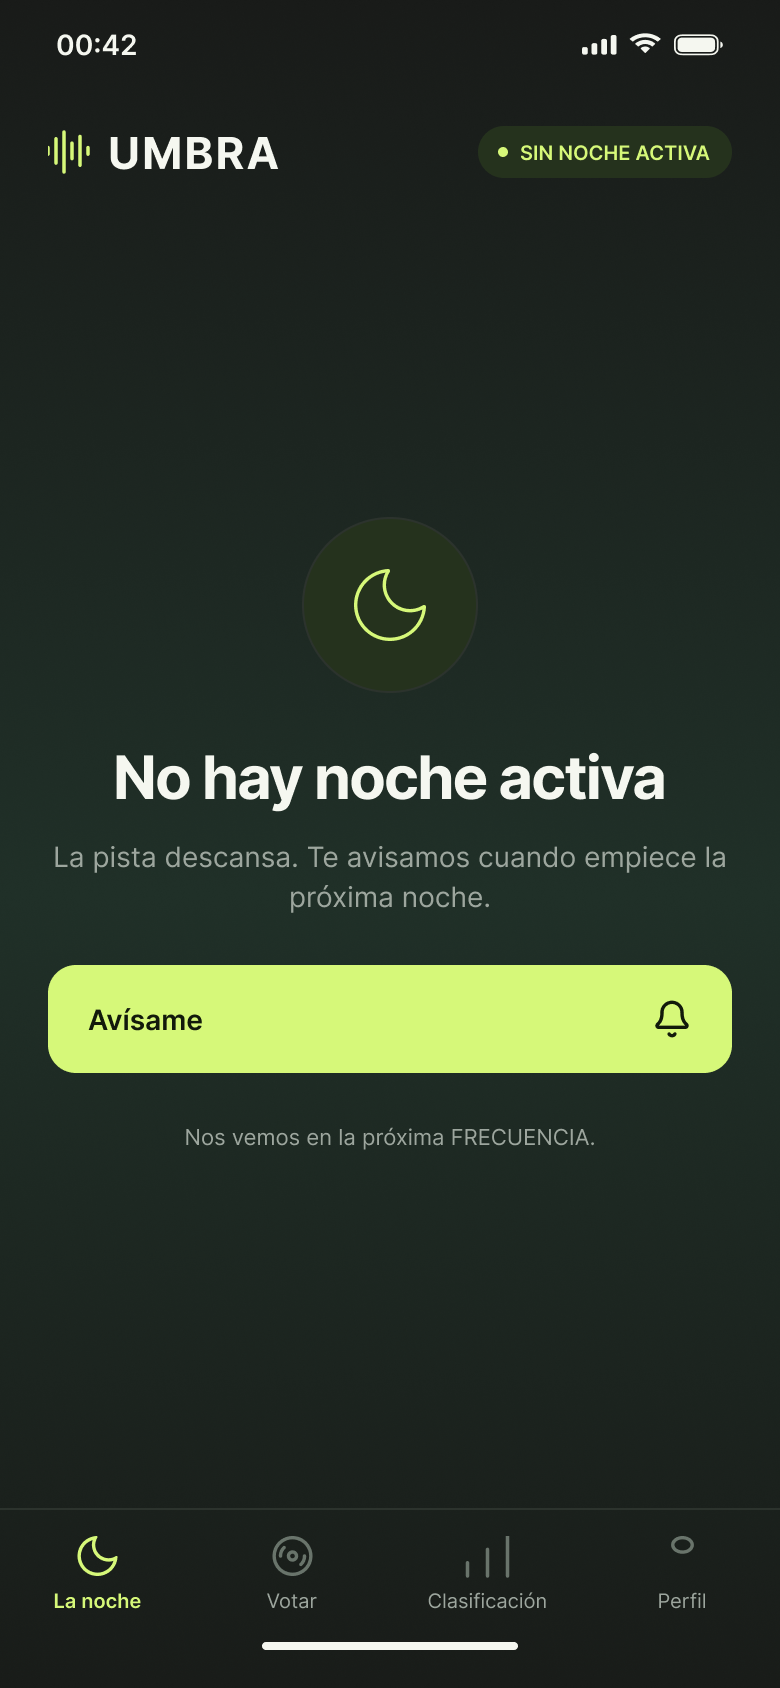 00:42
UMBRA
SIN NOCHE ACTIVA
No hay noche activa
La pista descansa. Te avisamos cuando empiece la
próxima noche.
Avísame
Nos vemos en la próxima FRECUENCIA.
La noche
Votar
Clasificación
Perfil